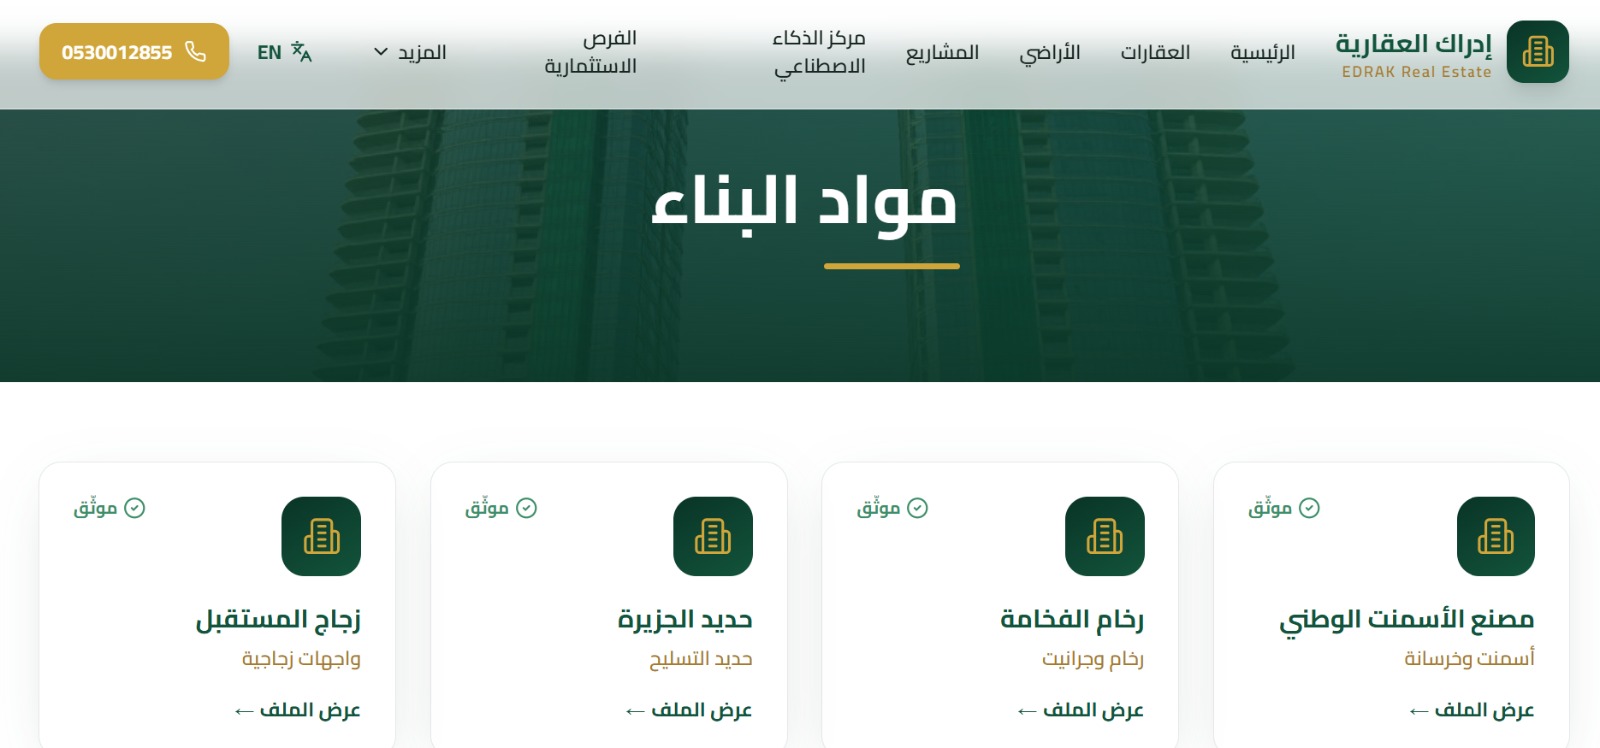 إدراك العقارية
EDRAK Real Estate
الرئيسية
العقارات
الأراضي
المشاريع
مركز الذكاء
الاصطناعي
الفرص
الاستثمارية
المزيد
EN
0530012855
مواد البناء
موثّق
مصنع الأسمنت الوطني
أسمنت وخرسانة
عرض الملف ←
موثّق
رخام الفخامة
رخام وجرانيت
عرض الملف ←
موثّق
حديد الجزيرة
حديد التسليح
عرض الملف ←
موثّق
زجاج المستقبل
واجهات زجاجية
عرض الملف ←